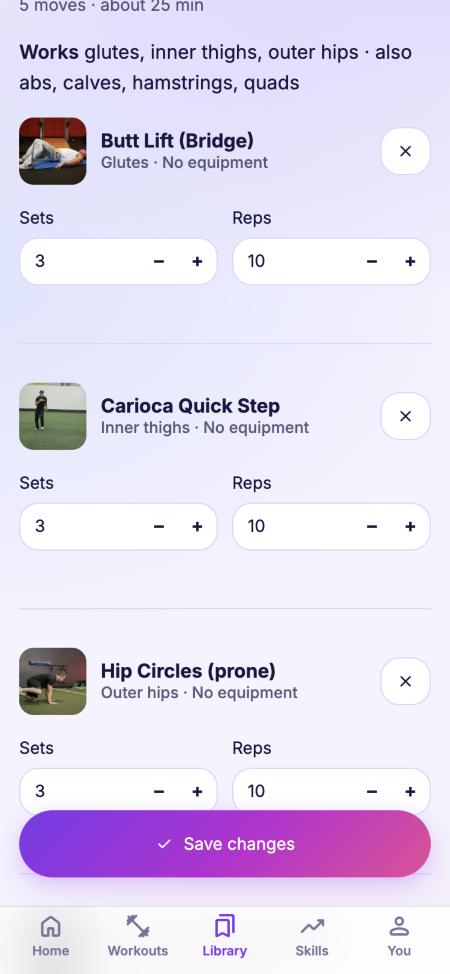 5 moves · about 25 min
Works glutes, inner thighs, outer hips · also
abs, calves, hamstrings, quads
Butt Lift (Bridge)
Glutes · No equipment
Sets
Reps
3 − +
10 − +
Carioca Quick Step
Inner thighs · No equipment
Sets
Reps
3 − +
10 − +
Hip Circles (prone)
Outer hips · No equipment
Sets
Reps
3 − +
10 − +
Save changes
Home
Workouts
Library
Skills
You